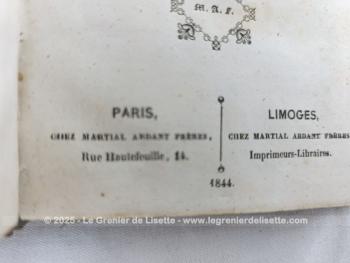 M. A. F.
PARIS,
CHEZ MARTIAL ARDANT FRÈRES,
Rue Hautefeuille, 14.
LIMOGES,
CHEZ MARTIAL ARDANT FRÈRES
Imprimeurs-Libraires.
1844.
© 2025 - Le Grenier de Lisette - www.legrenierdelisette.com